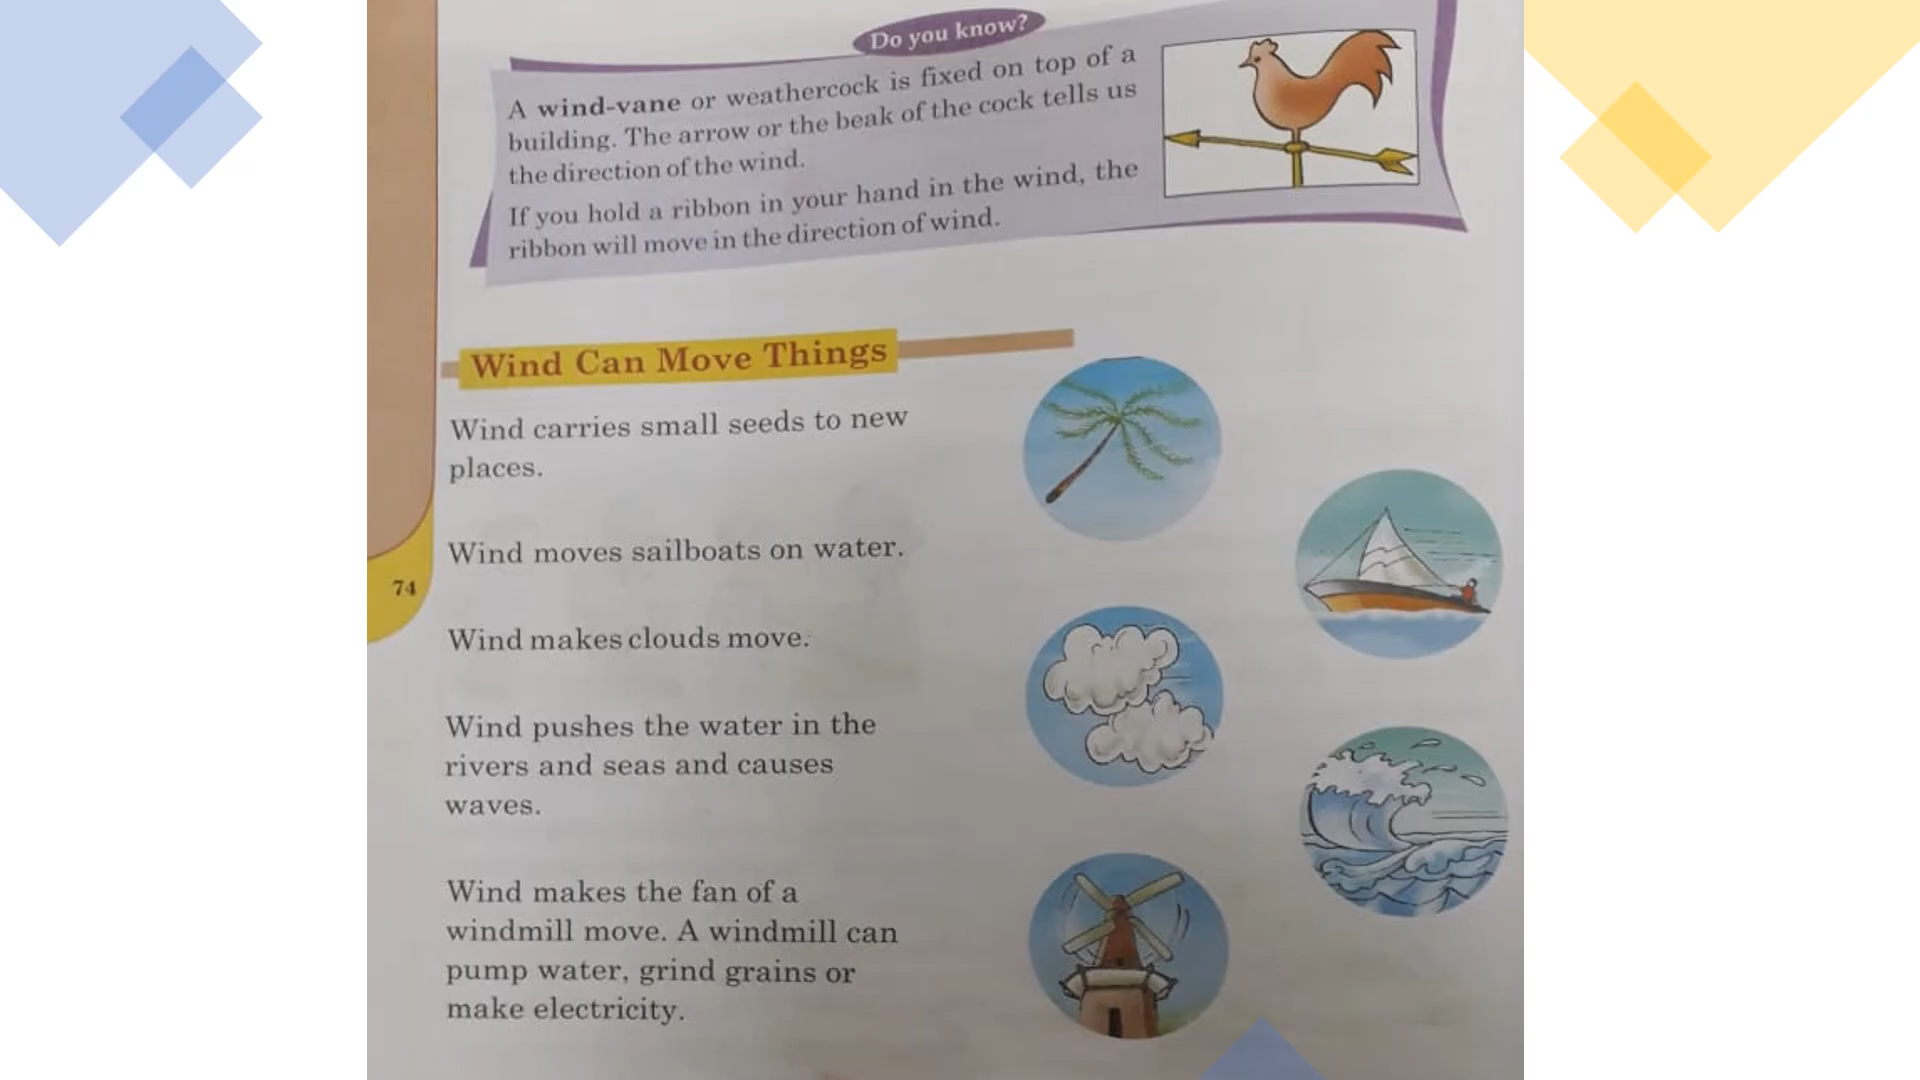 Do you know?
A wind-vane or weathercock is fixed on top of a
building. The arrow or the beak of the cock tells us
the direction of the wind.
If you hold a ribbon in your hand in the wind, the
ribbon will move in the direction of wind.
Wind Can Move Things
Wind carries small seeds to new
places.
Wind moves sailboats on water.
74
Wind makes clouds move.
Wind pushes the water in the
rivers and seas and causes
waves.
Wind makes the fan of a
windmill move. A windmill can
pump water, grind grains or
make electricity.